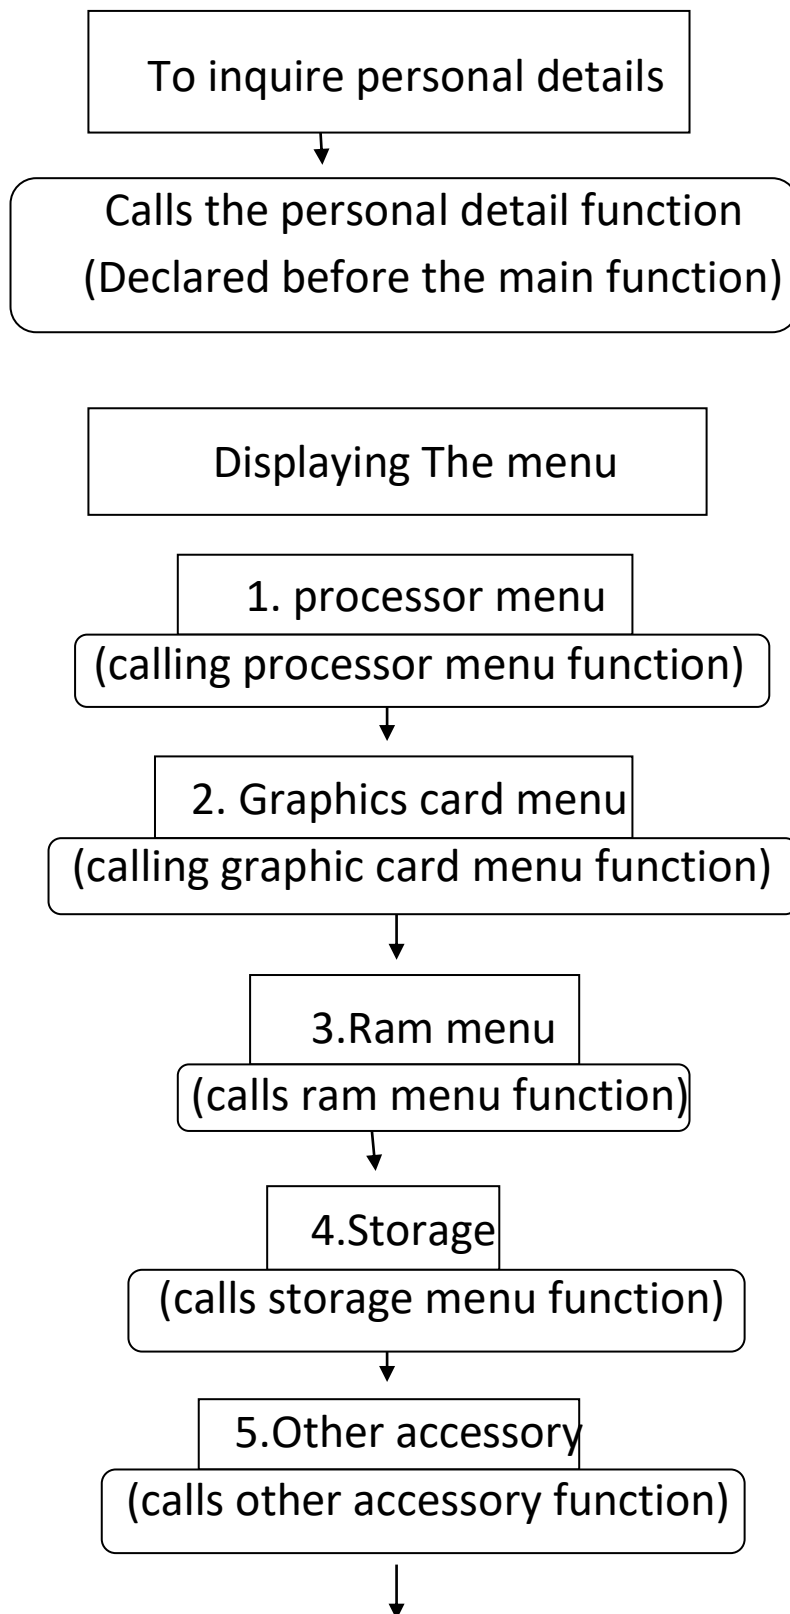 To inquire personal details
Calls the personal detail function
(Declared before the main function)
Displaying The menu
1. processor menu
(calling processor menu function)
2. Graphics card menu
(calling graphic card menu function)
3.Ram menu
(calls ram menu function)
4.Storage
(calls storage menu function)
5.Other accessory
(calls other accessory function)